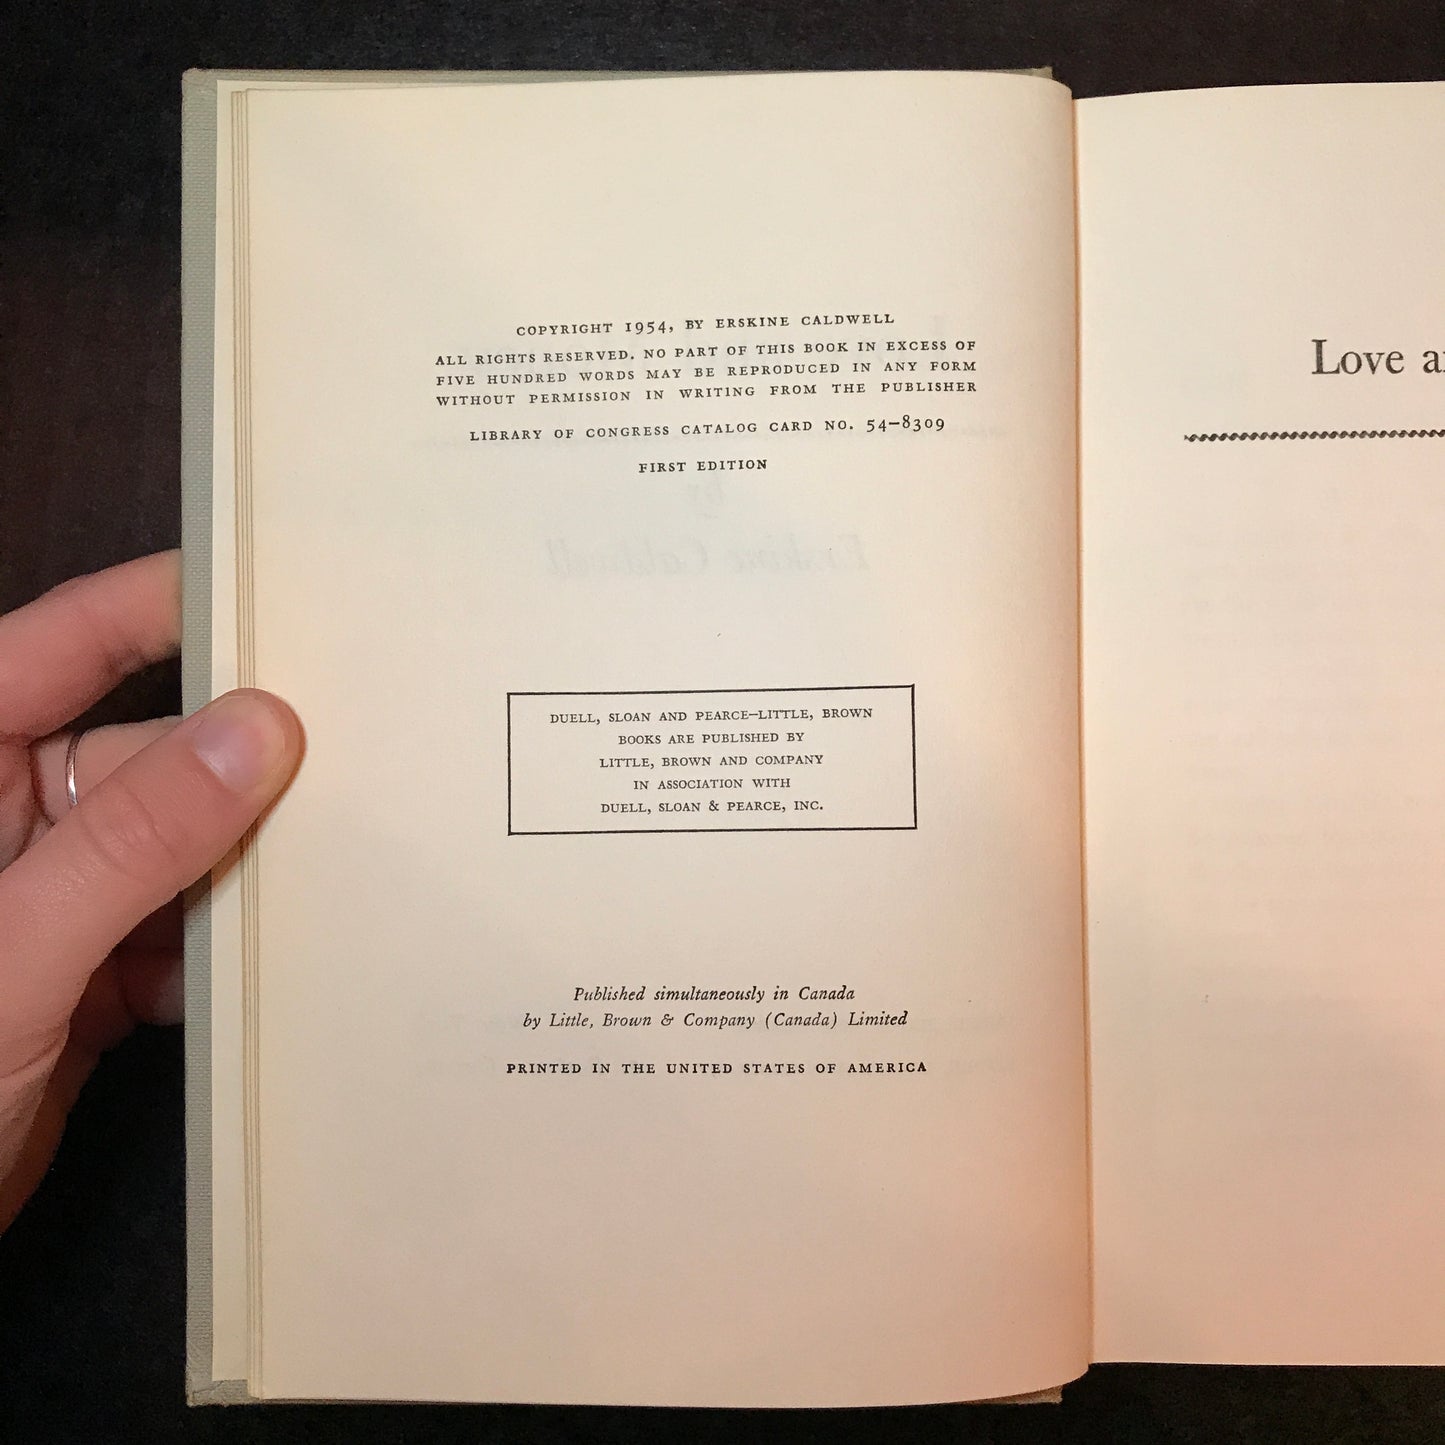 COPYRIGHT 1954, BY ERSKINE CALDWELL
ALL RIGHTS RESERVED. NO PART OF THIS BOOK IN EXCESS OF
FIVE HUNDRED WORDS MAY BE REPRODUCED IN ANY FORM
WITHOUT PERMISSION IN WRITING FROM THE PUBLISHER
LIBRARY OF CONGRESS CATALOG CARD NO. 54–8309
FIRST EDITION
DUELL, SLOAN AND PEARCE–LITTLE, BROWN
BOOKS ARE PUBLISHED BY
LITTLE, BROWN AND COMPANY
IN ASSOCIATION WITH
DUELL, SLOAN & PEARCE, INC.
Published simultaneously in Canada
by Little, Brown & Company (Canada) Limited
PRINTED IN THE UNITED STATES OF AMERICA
Love